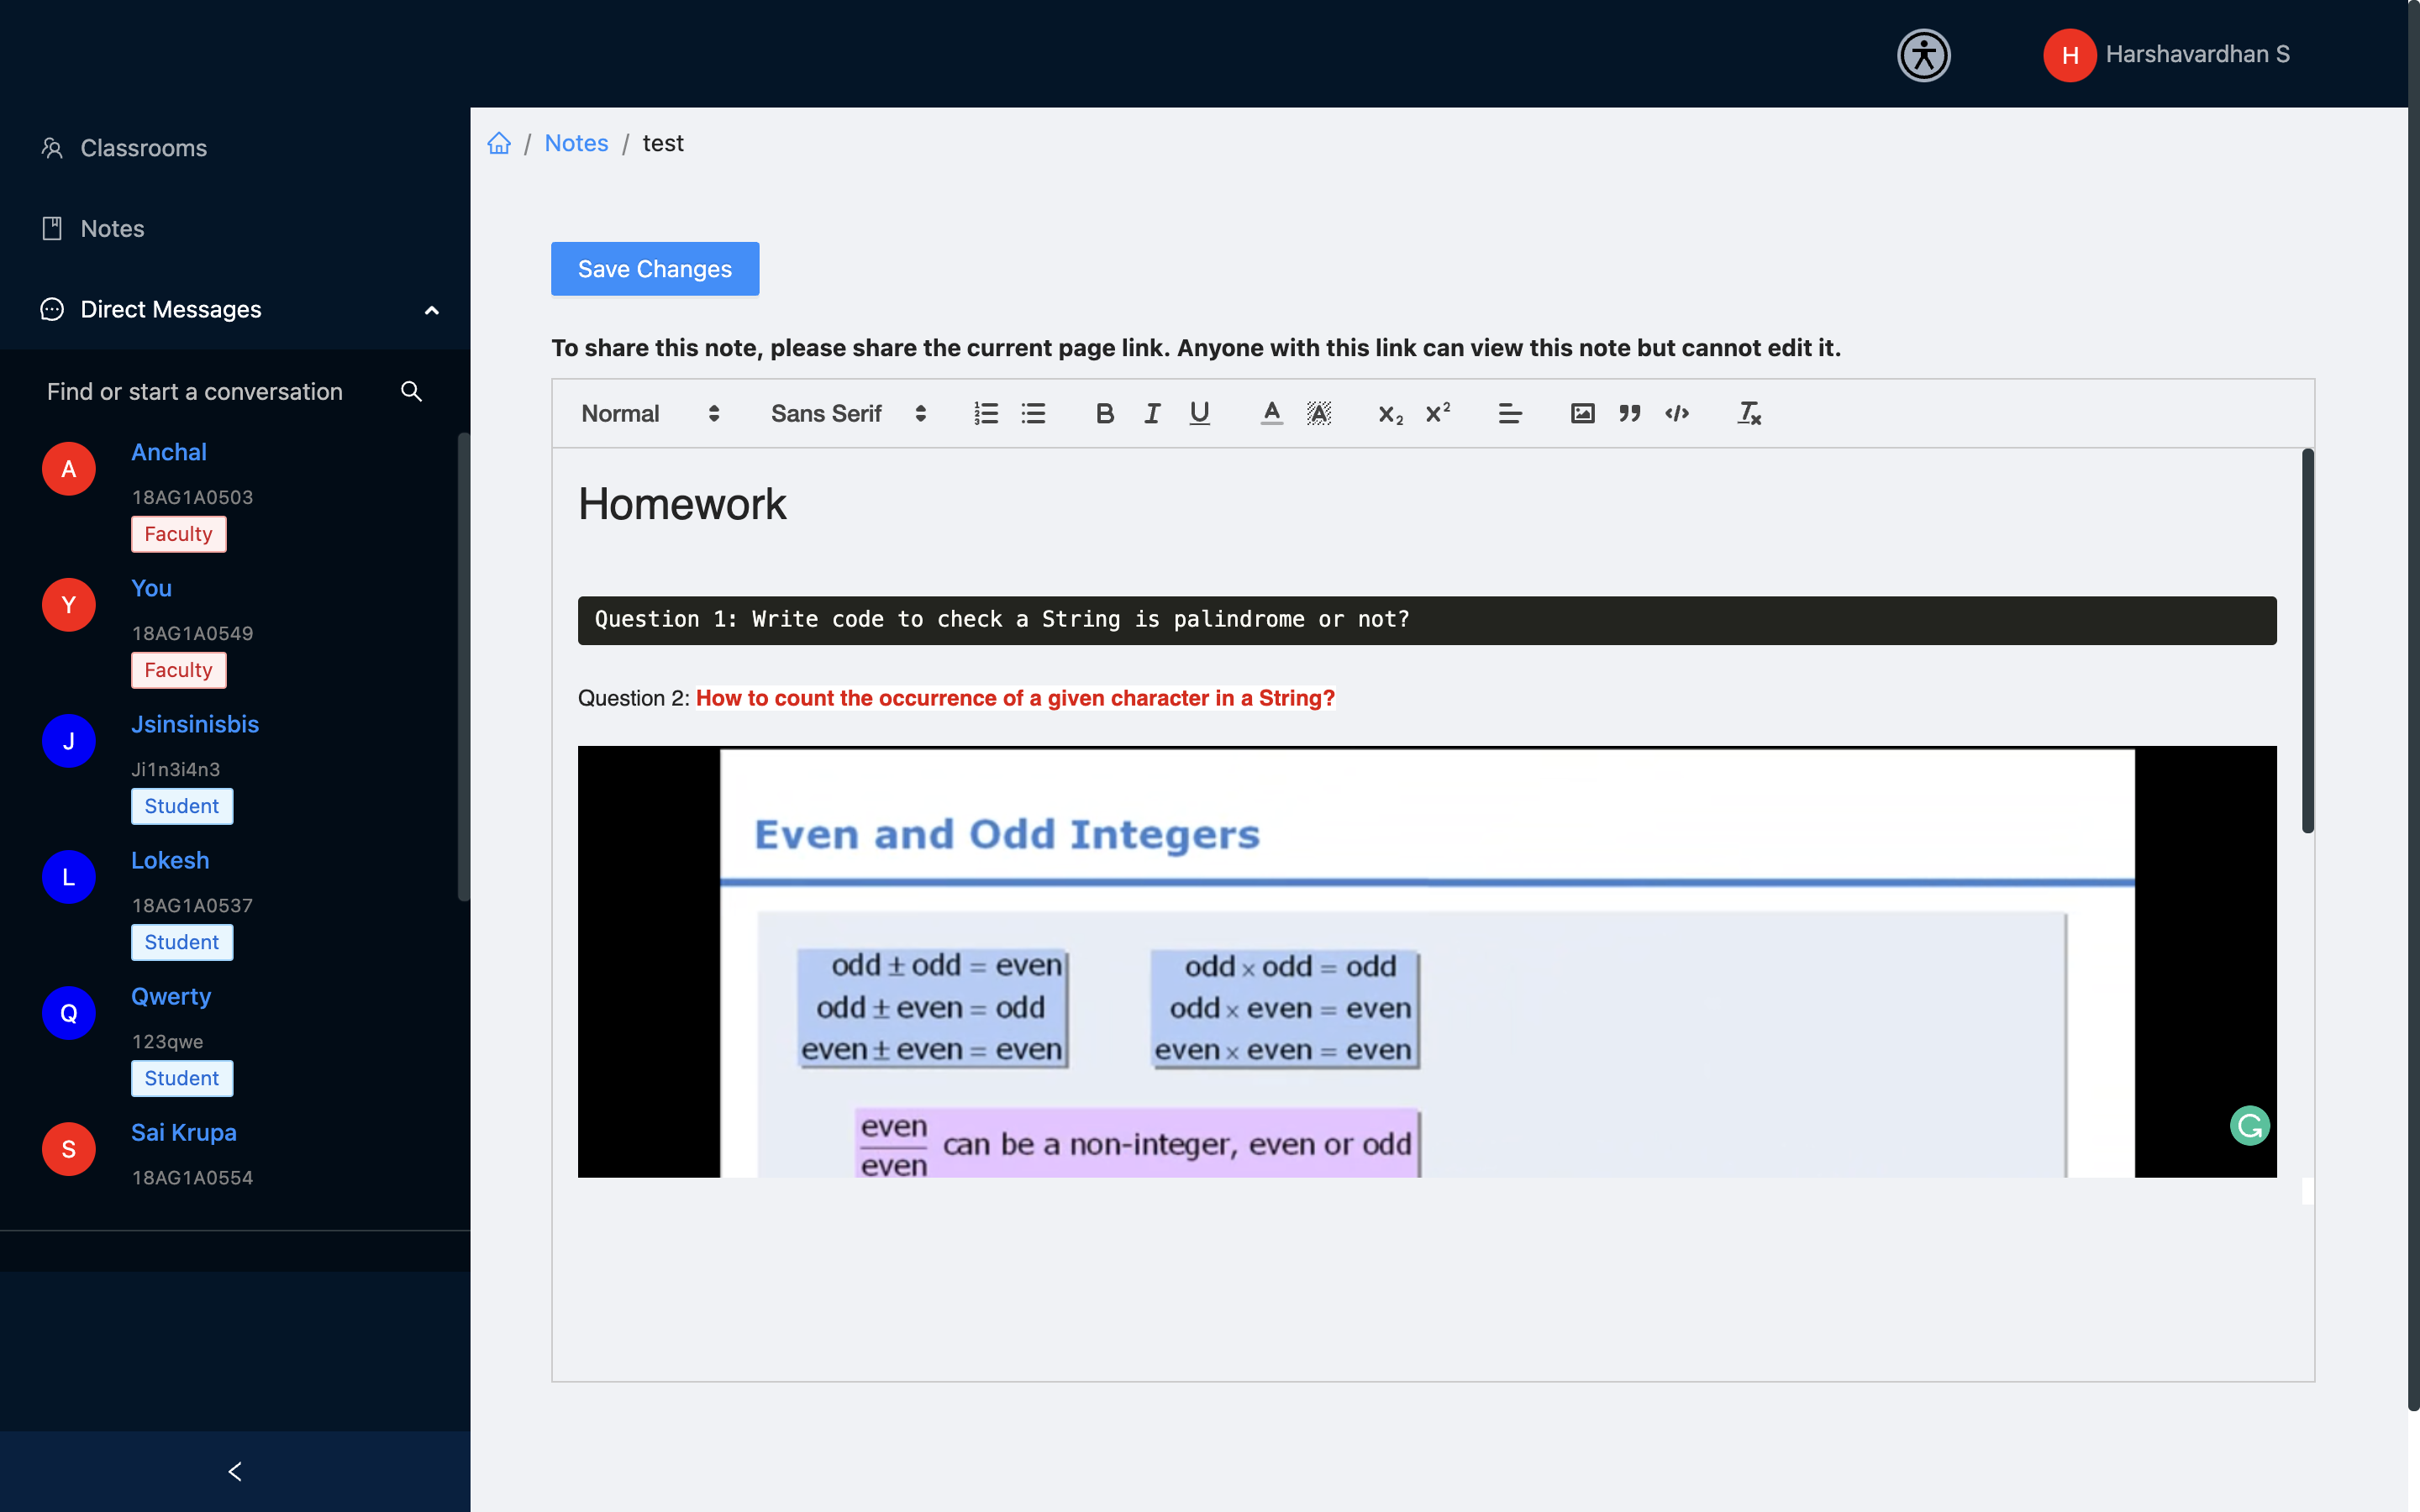 H Harshavardhan S
Classrooms
Notes
Direct Messages
Find or start a conversation
A Anchal
18AG1A0503
Faculty
Y You
18AG1A0549
Faculty
J Jsinsinisbis
Ji1n3i4n3
Student
L Lokesh
18AG1A0537
Student
Q Qwerty
123qwe
Student
S Sai Krupa
18AG1A0554
/ Notes / test
Save Changes
To share this note, please share the current page link. Anyone with this link can view this note but cannot edit it.
Normal Sans Serif B I U A A x₂ x²
Homework
Question 1: Write code to check a String is palindrome or not?
Question 2: How to count the occurrence of a given character in a String?
Even and Odd Integers
odd ± odd = even
odd ± even = odd
even ± even = even
odd × odd = odd
odd × even = even
even × even = even
even
even can be a non-integer, even or odd